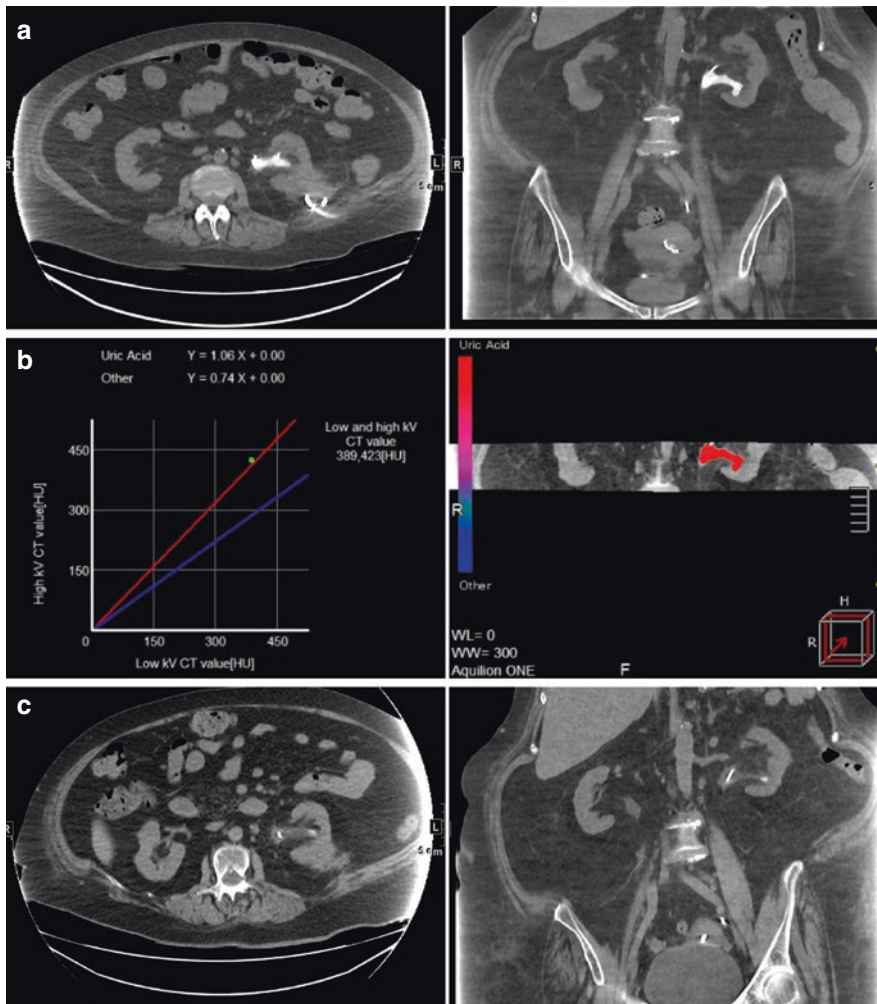 a
R
L
5 cm
R
b
Uric Acid Y = 1.06 X + 0.00
Other Y = 0.74 X + 0.00
Low and high kV
CT value
389,423[HU]
High kV CT value[HU]
450
300
150
0 150 300 450
Low kV CT value[HU]
Uric Acid
R
Other
WL= 0
WW= 300
Aquilion ONE
F
H
R
c
R
L
5 cm
R